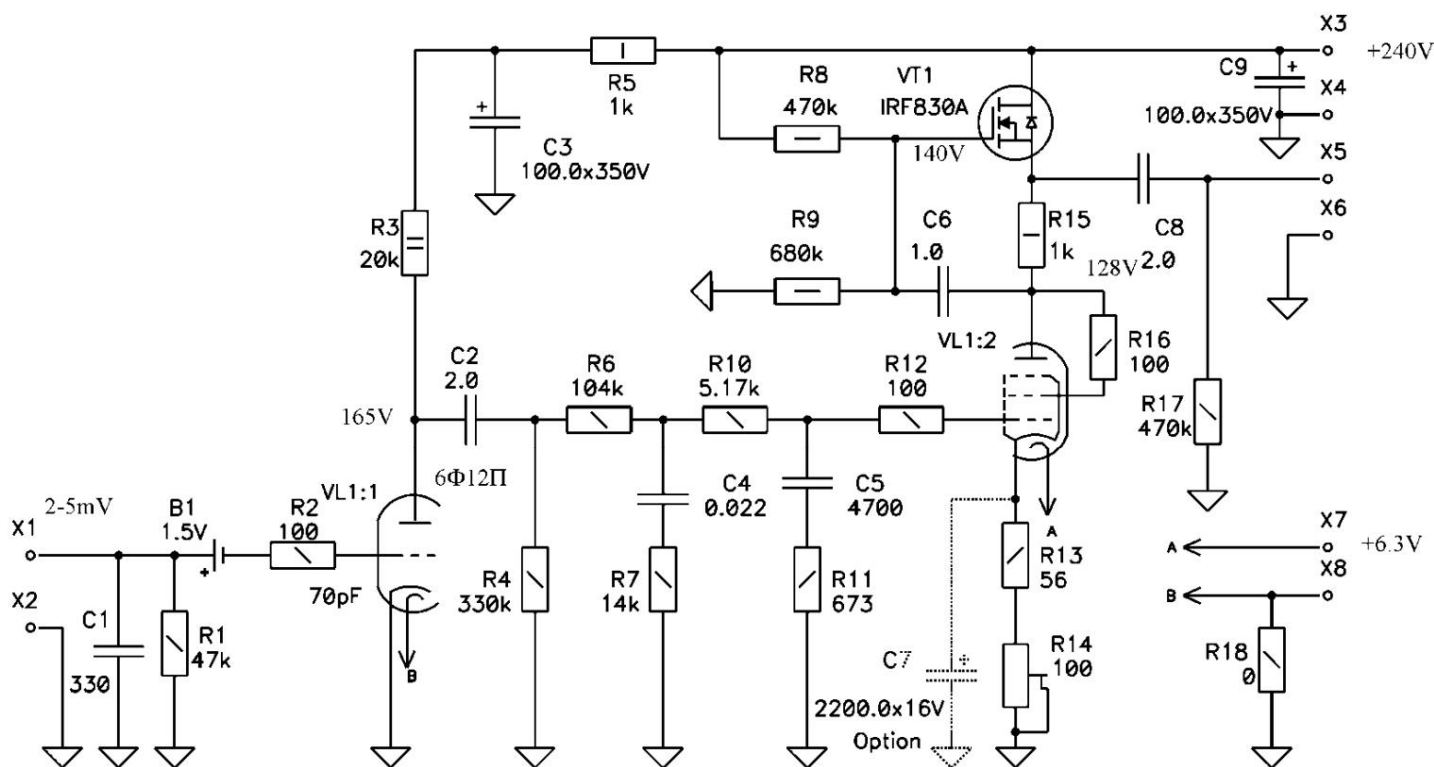 X3
+240V
R5
1k
R8
470k
VT1
IRF830A
C9
+
X4
100.0x350V
+
C3
100.0x350V
140V
X5
R3
20k
R9
680k
C6
1.0
R15
1k
C8
2.0
X6
128V
VL1:2
R16
100
C2
2.0
R6
104k
R10
5.17k
R12
100
R17
470k
165V
6Ф12П
VL1:1
C4
0.022
C5
4700
A
2-5mV
X1
B1
1.5V
+
R2
100
70pF
R4
330k
R7
14k
R11
673
R13
56
X7
+6.3V
A
X8
B
X2
C1
330
R1
47k
B
C7
+
2200.0x16V
Option
R14
100
R18
0